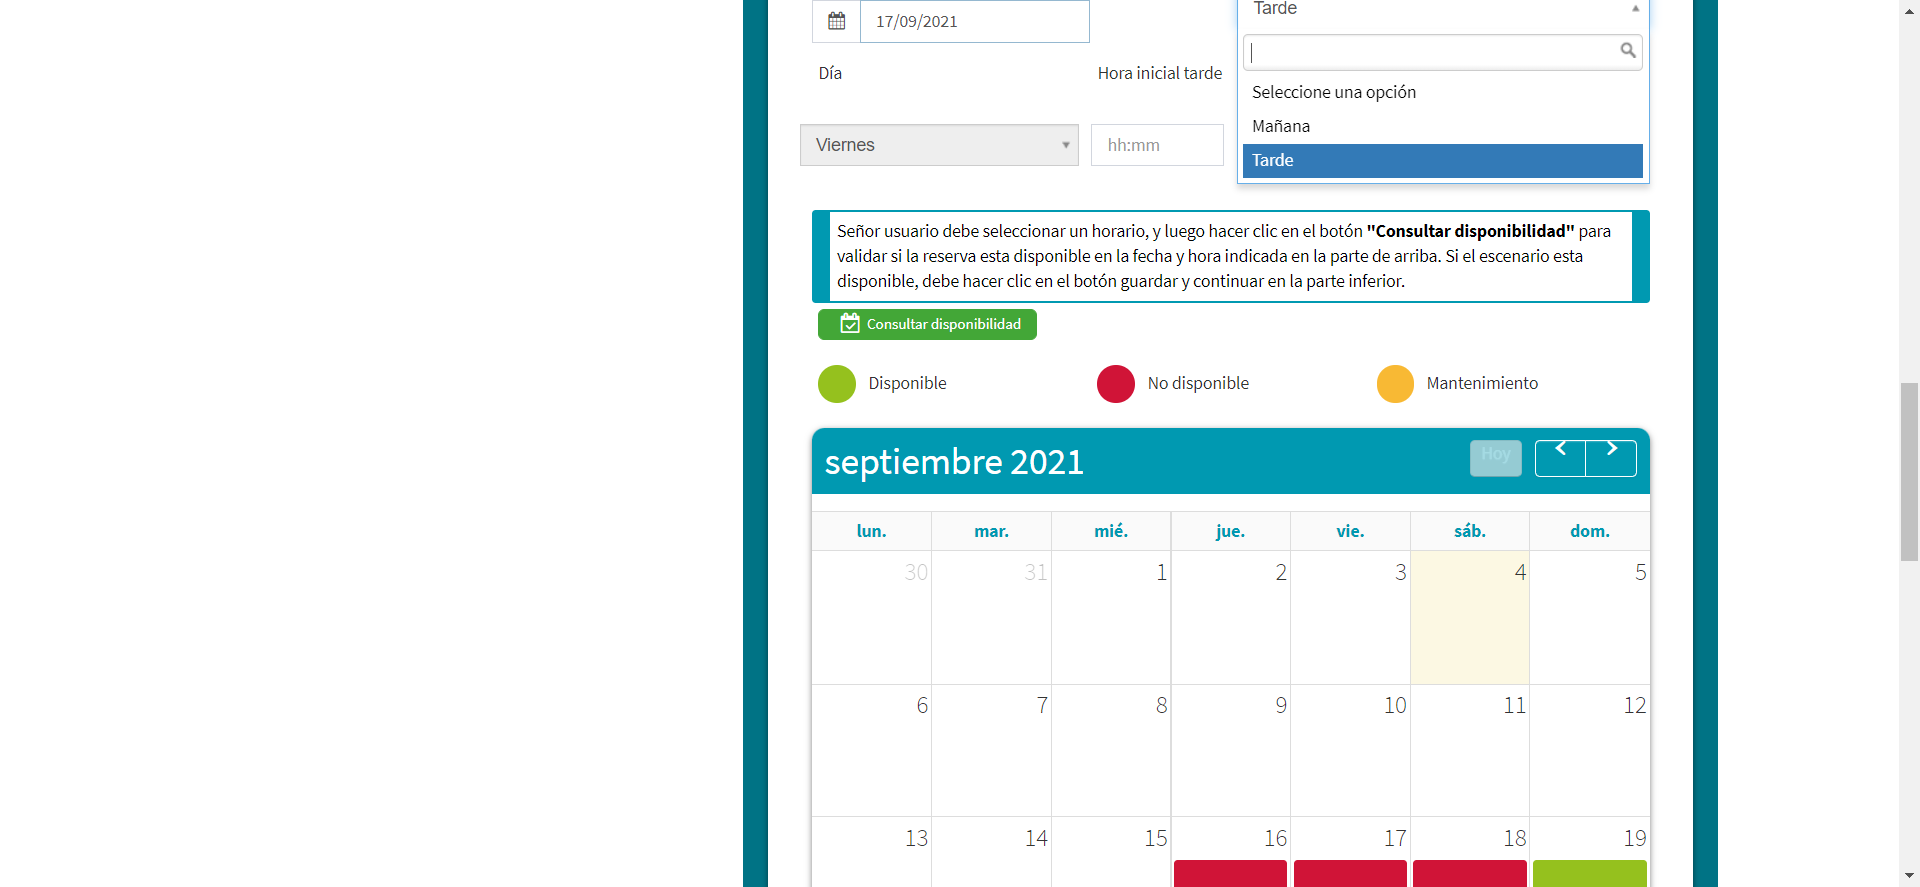 17/09/2021
Tarde
Día
Hora inicial tarde
Seleccione una opción
Mañana
Viernes
hh:mm
Tarde
Señor usuario debe seleccionar un horario, y luego hacer clic en el botón "Consultar disponibilidad" para
validar si la reserva esta disponible en la fecha y hora indicada en la parte de arriba. Si el escenario esta
disponible, debe hacer clic en el botón guardar y continuar en la parte inferior.
Consultar disponibilidad
Disponible
No disponible
Mantenimiento
septiembre 2021
Hoy
lun. mar. mié. jue. vie. sáb. dom.
30 31 1 2 3 4 5
6 7 8 9 10 11 12
13 14 15 16 17 18 19